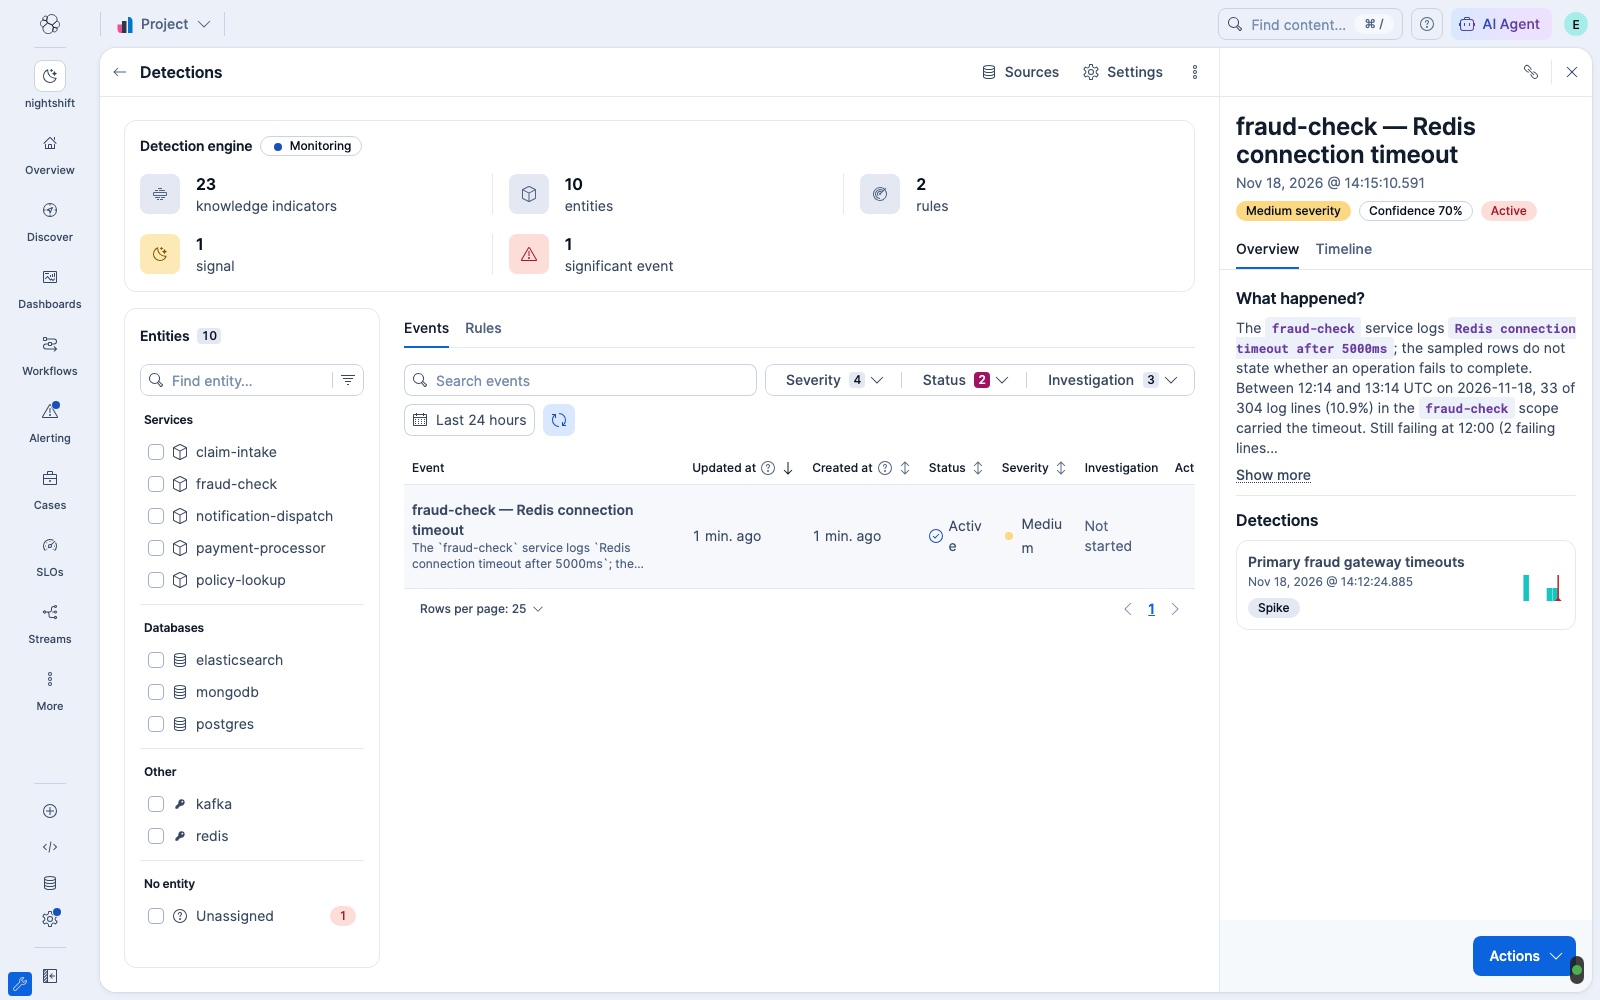 Project
Find content...
⌘ /
AI Agent
E
nightshift
Overview
Discover
Dashboards
Workflows
Alerting
Cases
SLOs
Streams
More
Detections
Sources
Settings
Detection engine
Monitoring
23
knowledge indicators
10
entities
2
rules
1
signal
1
significant event
Entities 10
Find entity...
Services
claim-intake
fraud-check
notification-dispatch
payment-processor
policy-lookup
Databases
elasticsearch
mongodb
postgres
Other
kafka
redis
No entity
Unassigned 1
Events Rules
Search events
Severity 4
Status 2
Investigation 3
Last 24 hours
Event Updated at Created at Status Severity Investigation Act
fraud-check — Redis connection
timeout
The `fraud-check` service logs `Redis
connection timeout after 5000ms`; the...
1 min. ago
1 min. ago
Activ
e
Mediu
m
Not
started
Rows per page: 25
1
fraud-check — Redis
connection timeout
Nov 18, 2026 @ 14:15:10.591
Medium severity Confidence 70% Active
Overview Timeline
What happened?
The fraud-check service logs Redis connection
timeout after 5000ms ; the sampled rows do not
state whether an operation fails to complete.
Between 12:14 and 13:14 UTC on 2026-11-18, 33 of
304 log lines (10.9%) in the fraud-check scope
carried the timeout. Still failing at 12:00 (2 failing
lines...
Show more
Detections
Primary fraud gateway timeouts
Nov 18, 2026 @ 14:12:24.885
Spike
Actions